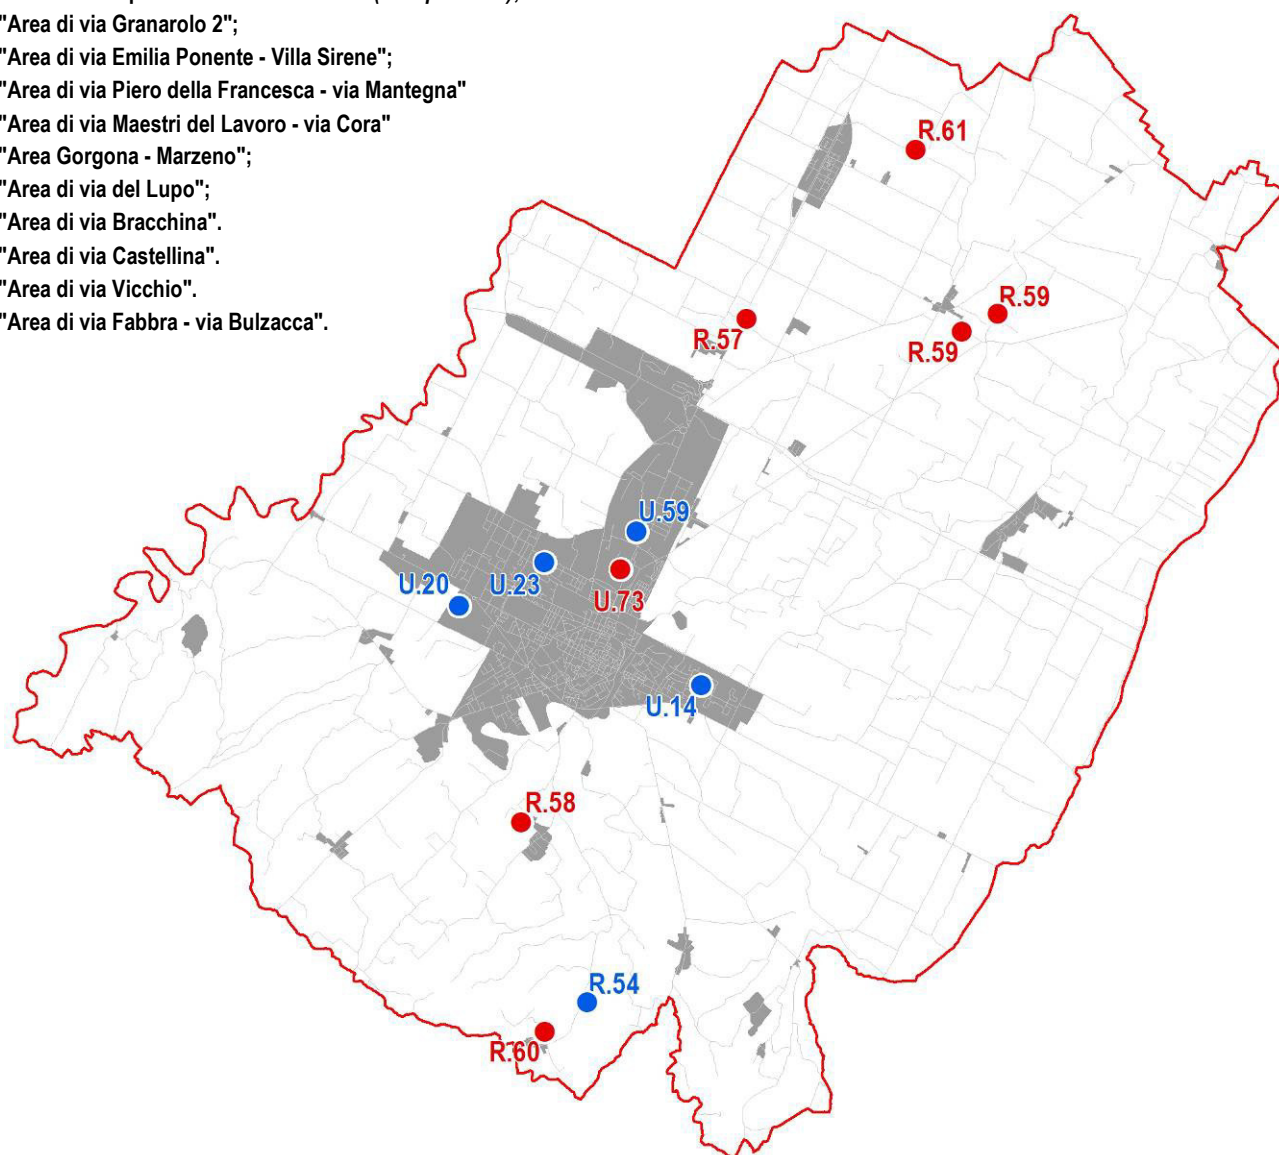 "Area di via Granarolo 2";
"Area di via Emilia Ponente - Villa Sirene";
"Area di via Piero della Francesca - via Mantegna"
"Area di via Maestri del Lavoro - via Cora"
"Area Gorgona - Marzeno";
"Area di via del Lupo";
"Area di via Bracchina".
"Area di via Castellina".
"Area di via Vicchio".
"Area di via Fabbra - via Bulzacca".
R.61
R.59
R.57
R.59
U.59
U.23
U.20
U.73
U.14
R.58
R.54
R.60